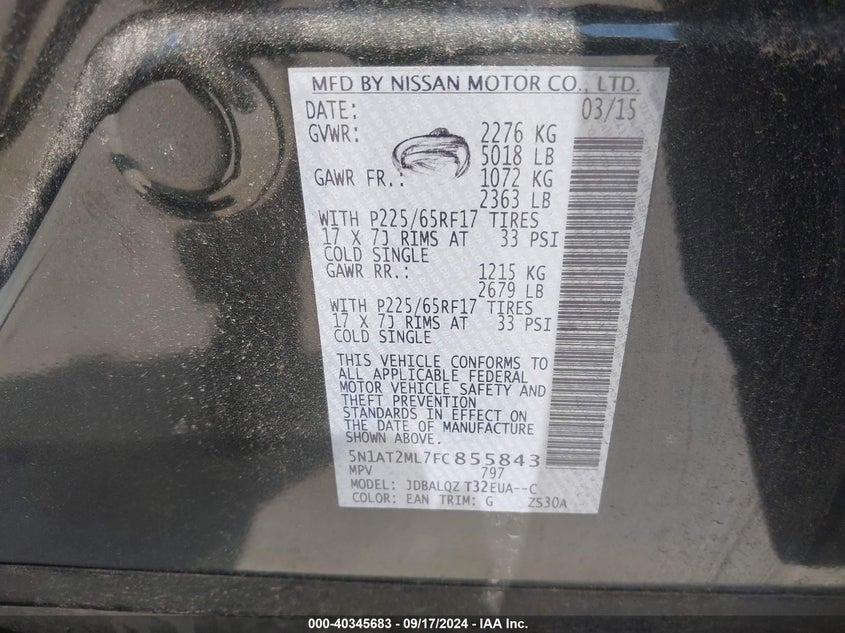 MFD BY NISSAN MOTOR CO., LTD.
DATE: 03/15
GVWR: 2276 KG
5018 LB
GAWR FR.: 1072 KG
2363 LB
WITH P225/65RF17 TIRES
17 X 7J RIMS AT 33 PSI
COLD SINGLE
GAWR RR.: 1215 KG
2679 LB
WITH P225/65RF17 TIRES
17 X 7J RIMS AT 33 PSI
COLD SINGLE
THIS VEHICLE CONFORMS TO
ALL APPLICABLE FEDERAL
MOTOR VEHICLE SAFETY AND
THEFT PREVENTION
STANDARDS IN EFFECT ON
THE DATE OF MANUFACTURE
SHOWN ABOVE.
5N1AT2ML7FC855843
MPV 797
MODEL: JDBALQZ T32EUA--C
COLOR: EAN TRIM: G ZS30A
000-40345683 - 09/17/2024 - IAA Inc.